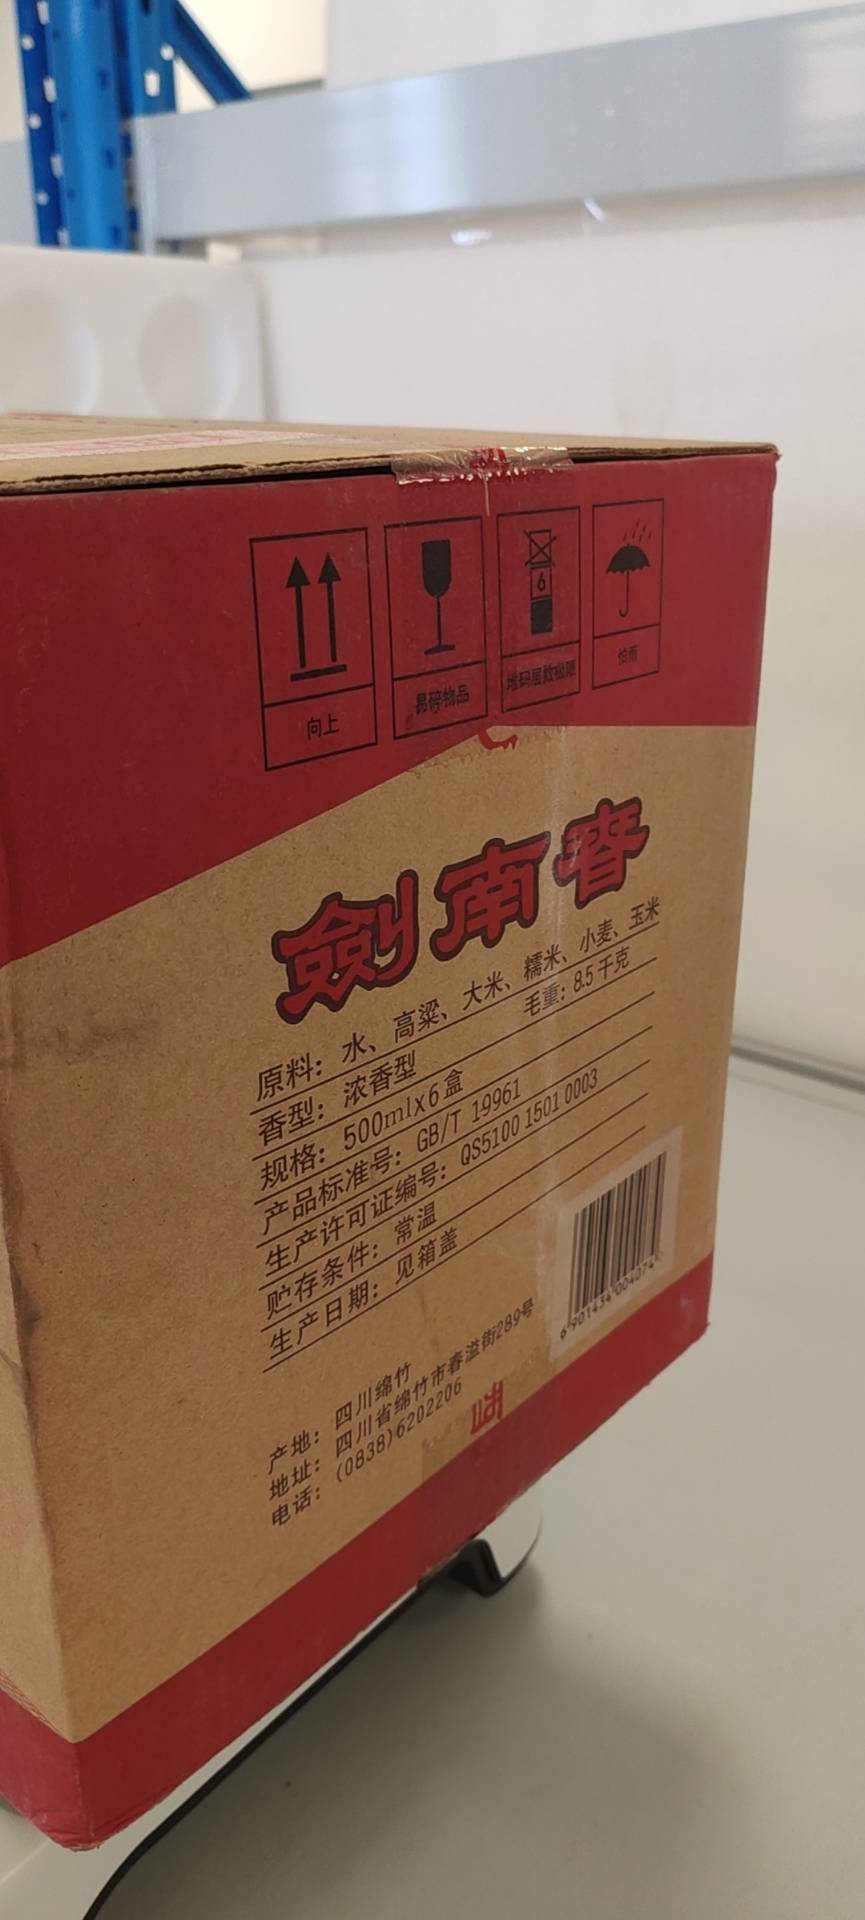 向上
易碎物品
6
堆码层数极限
怕雨
劍南春
原料：水、高粱、大米、糯米、小麦、玉米
香型：浓香型 毛重：8.5千克
规格：500mlx6盒
产品标准号：GB/T 19961
生产许可证编号：QS5100 1501 0003
贮存条件：常温
生产日期：见箱盖
产地：四川绵竹
地址：四川省绵竹市春溢街289号
电话：(0838)6202206